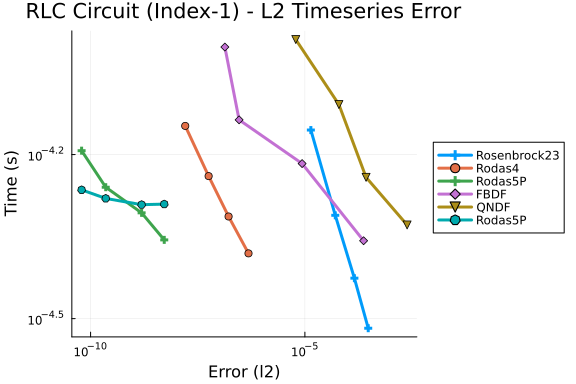 RLC Circuit (Index-1) - L2 Timeseries Error
Time (s)
10^-4.2
10^-4.5
10^-10
10^-5
Error (l2)
Rosenbrock23
Rodas4
Rodas5P
FBDF
QNDF
Rodas5P